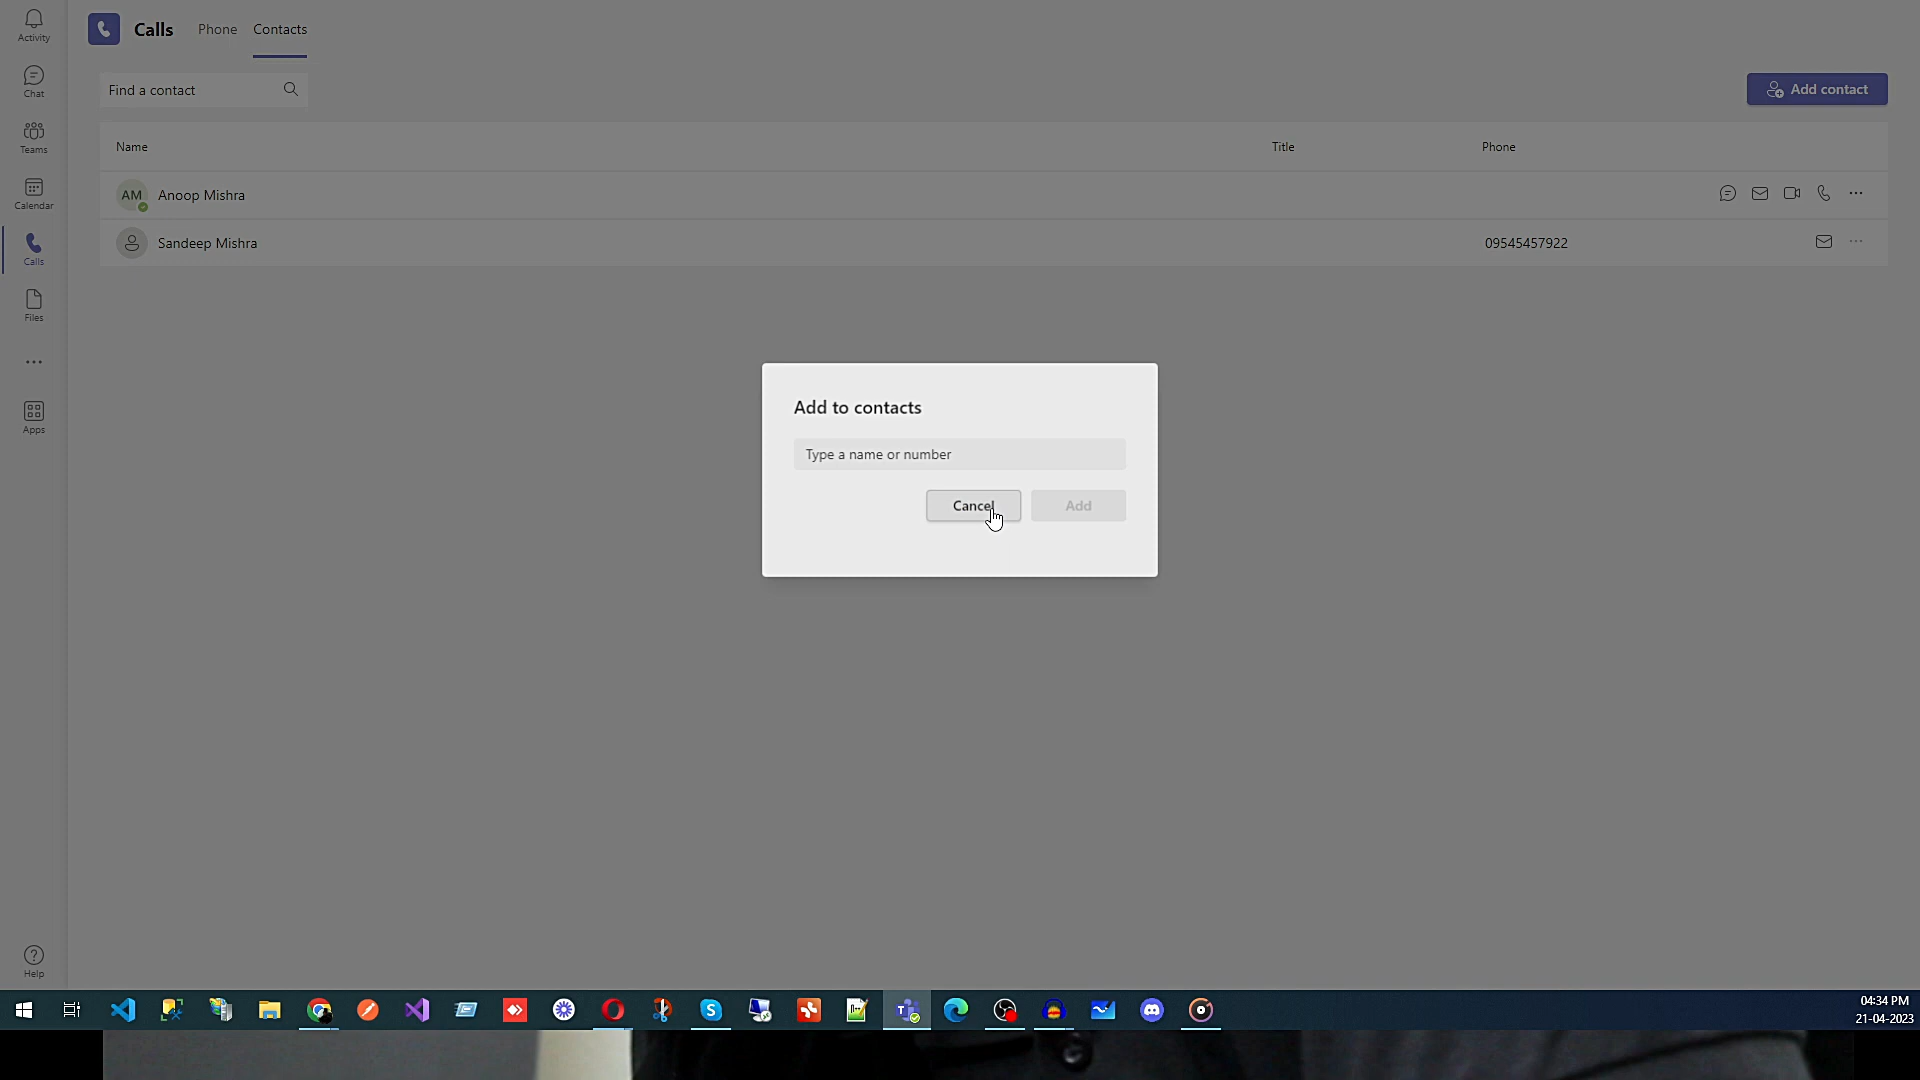 Activity
Chat
Teams
Calendar
Calls
Files
Apps
Help
Calls Phone Contacts
Find a contact
Add contact
Name Title Phone
AM Anoop Mishra
Sandeep Mishra 09545457922
Add to contacts
Type a name or number
Cancel Add
04:34 PM
21-04-2023